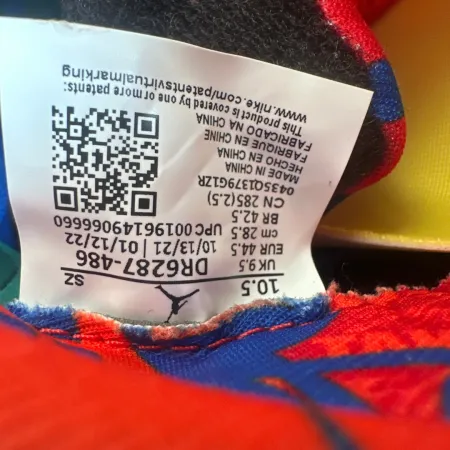 10.5
SZ
UK 9.5
EUR 44.5
cm 28.5
BR 42.5
CN 285(2.5)
DR6287-486
10/13/21 | 01/12/22
UPC 00196149066660
0435Q1379G1ZR
MADE IN CHINA
HECHO EN CHINA
FABRIQUE EN CHINE
FABRICADO NA CHINA
This product is covered by one or more patents:
www.nike.com/patentsvirtualmarking